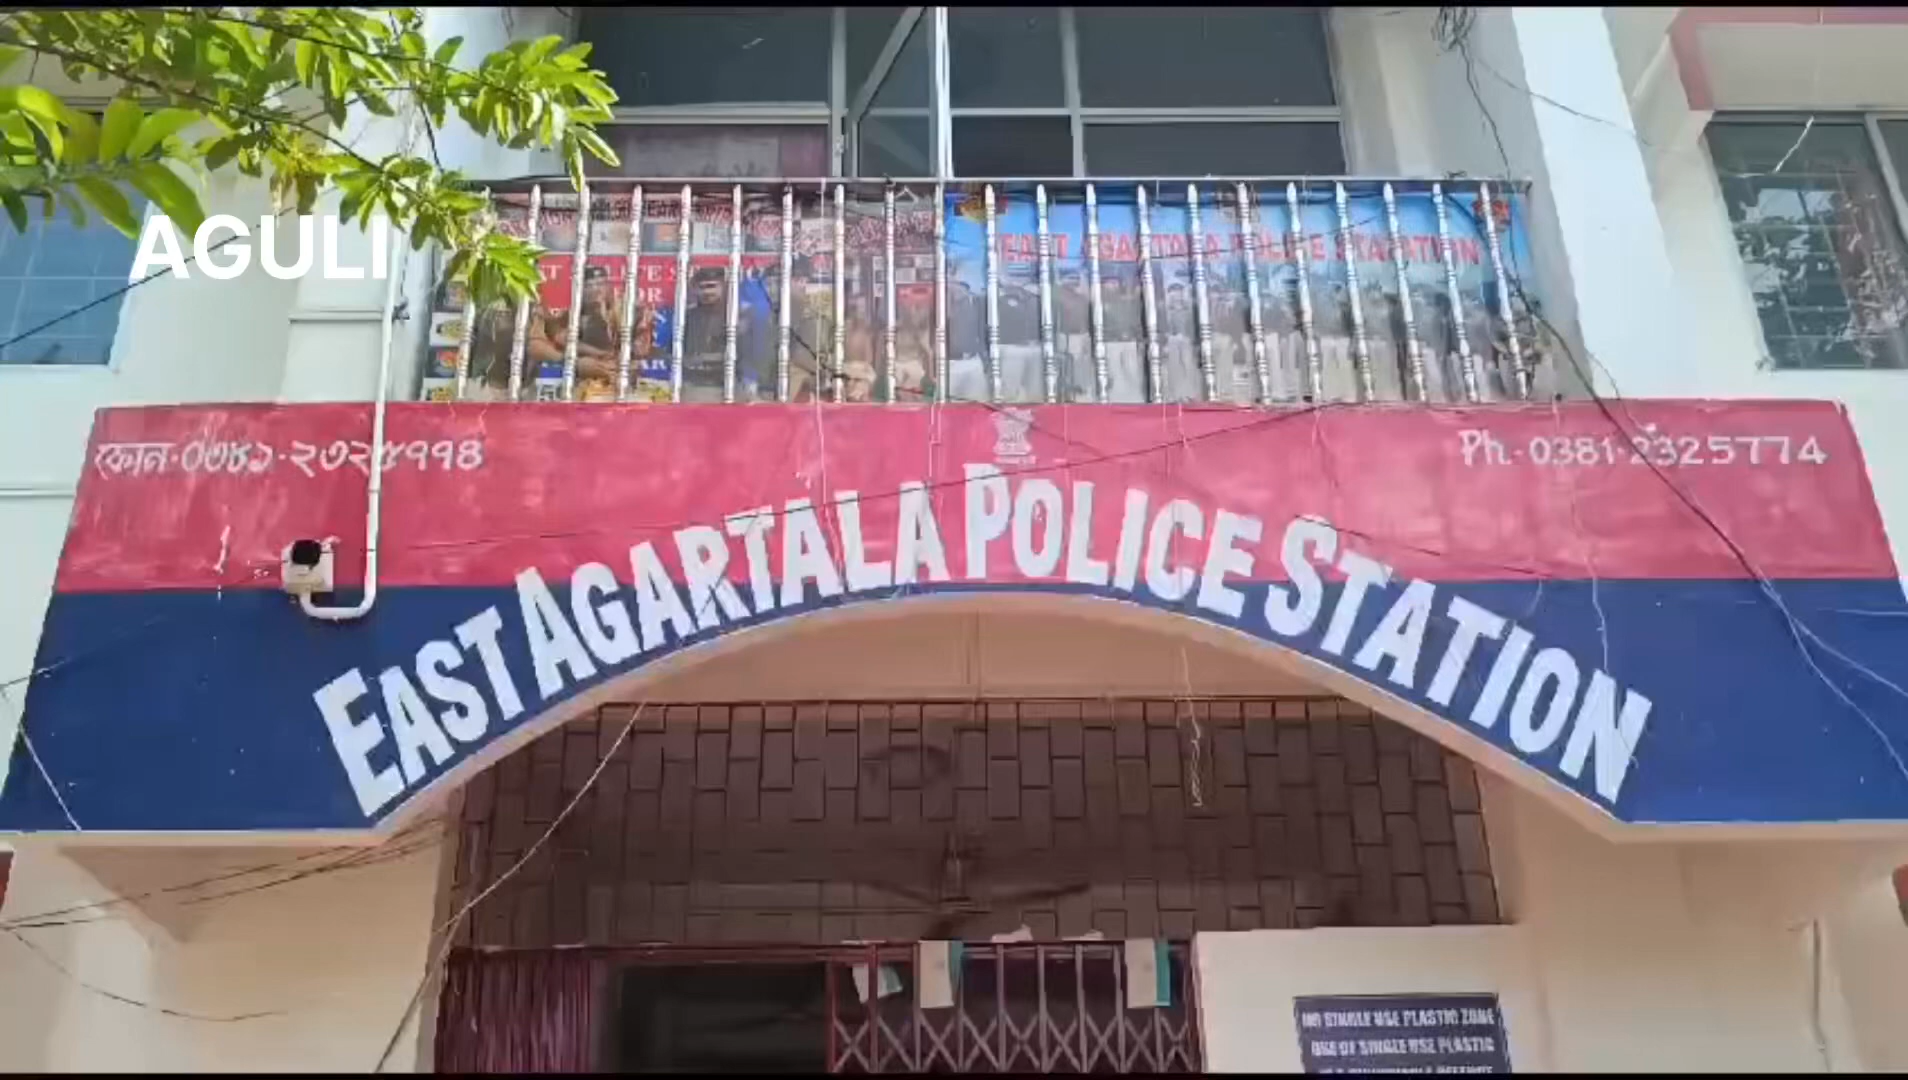 AGULI
EAST AGARTALA POLICE STATATION
ফোন-০৩৮১-২৩২৫৭৭৪
Ph.-0381-2325774
EAST AGARTALA POLICE STATION
NO SINGLE USE PLASTIC ZONE
USE OF SINGLE USE PLASTIC